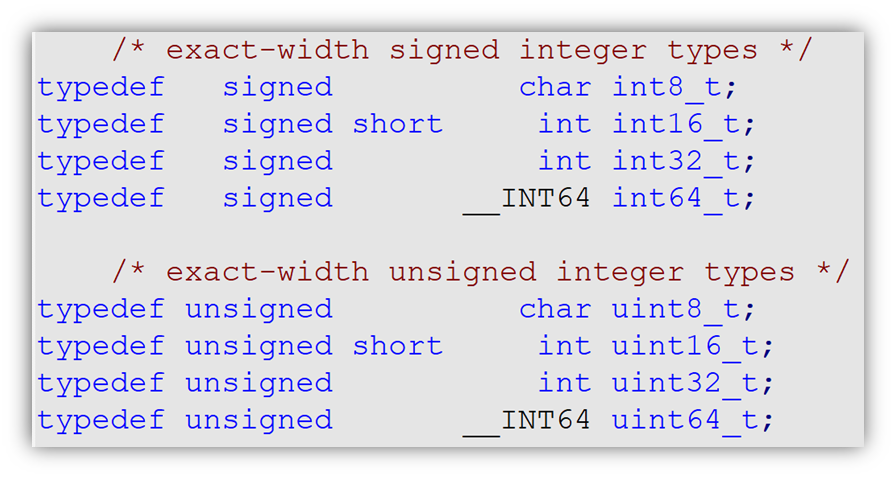 /* exact-width signed integer types */
typedef   signed          char int8_t;
typedef   signed short     int int16_t;
typedef   signed           int int32_t;
typedef   signed       __INT64 int64_t;
/* exact-width unsigned integer types */
typedef unsigned          char uint8_t;
typedef unsigned short     int uint16_t;
typedef unsigned           int uint32_t;
typedef unsigned       __INT64 uint64_t;